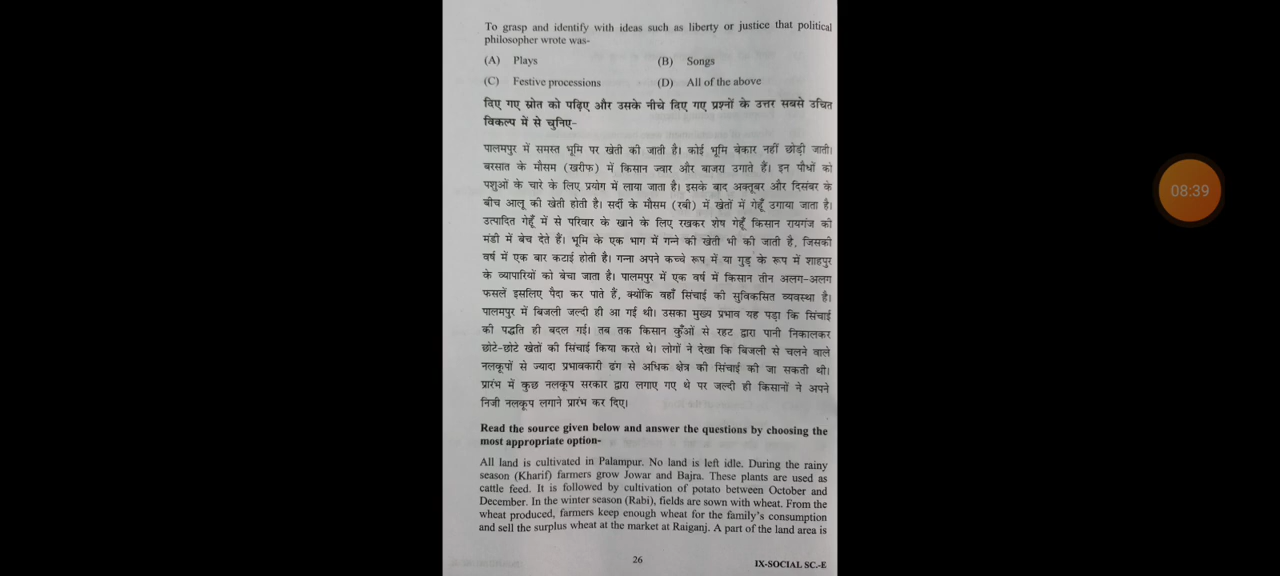 To grasp and identify with ideas such as liberty or justice that political
philosopher wrote was-
(A) Plays (B) Songs
(C) Festive processions (D) All of the above
दिए गए स्रोत को पढ़िए और उसके नीचे दिए गए प्रश्नों के उत्तर सबसे उचित
विकल्प में से चुनिए-
पालमपुर में समस्त भूमि पर खेती की जाती है। कोई भूमि बेकार नहीं छोड़ी जाती।
बरसात के मौसम (खरीफ) में किसान ज्वार और बाजरा उगाते हैं। इन पौधों को
पशुओं के चारे के लिए प्रयोग में लाया जाता है। इसके बाद अक्तूबर और दिसंबर के
बीच आलू की खेती होती है। सर्दी के मौसम (रबी) में खेतों में गेहूँ उगाया जाता है।
उत्पादित गेहूँ में से परिवार के खाने के लिए रखकर शेष गेहूँ किसान रायगंज की
मंडी में बेच देते हैं। भूमि के एक भाग में गन्ने की खेती भी की जाती है, जिसकी
वर्ष में एक बार कटाई होती है। गन्ना अपने कच्चे रूप में या गुड़ के रूप में शाहपुर
के व्यापारियों को बेचा जाता है। पालमपुर में एक वर्ष में किसान तीन अलग-अलग
फसलें इसलिए पैदा कर पाते हैं, क्योंकि वहाँ सिंचाई की सुविकसित व्यवस्था है।
पालमपुर में बिजली जल्दी ही आ गई थी। उसका मुख्य प्रभाव यह पड़ा कि सिंचाई
की पद्धति ही बदल गई। तब तक किसान कुँओं से रहट द्वारा पानी निकालकर
छोटे-छोटे खेतों की सिंचाई किया करते थे। लोगों ने देखा कि बिजली से चलने वाले
नलकूपों से ज्यादा प्रभावकारी ढंग से अधिक क्षेत्र की सिंचाई की जा सकती थी।
प्रारंभ में कुछ नलकूप सरकार द्वारा लगाए गए थे पर जल्दी ही किसानों ने अपने
निजी नलकूप लगाने प्रारंभ कर दिए।
Read the source given below and answer the questions by choosing the
most appropriate option-
All land is cultivated in Palampur. No land is left idle. During the rainy
season (Kharif) farmers grow Jowar and Bajra. These plants are used as
cattle feed. It is followed by cultivation of potato between October and
December. In the winter season (Rabi), fields are sown with wheat. From the
wheat produced, farmers keep enough wheat for the family's consumption
and sell the surplus wheat at the market at Raiganj. A part of the land area is
26
IX-SOCIAL SC.-E
08:39